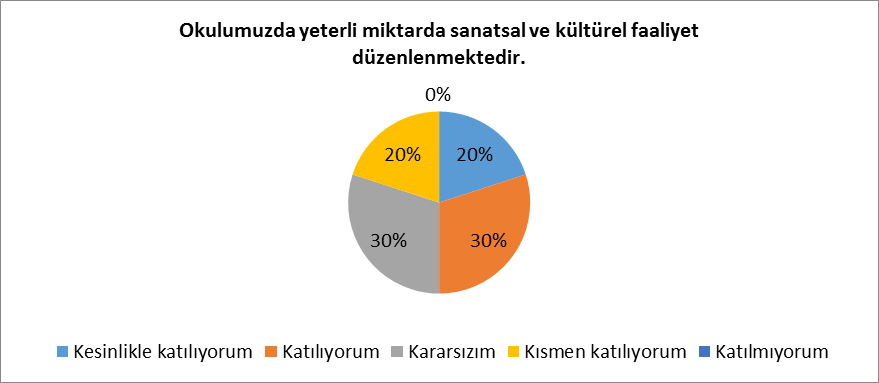 Okulumuzda yeterli miktarda sanatsal ve kültürel faaliyet
düzenlenmektedir.
0%
20%
20%
30%
30%
Kesinlikle katılıyorum
Katılıyorum
Kararsızım
Kısmen katılıyorum
Katılmıyorum